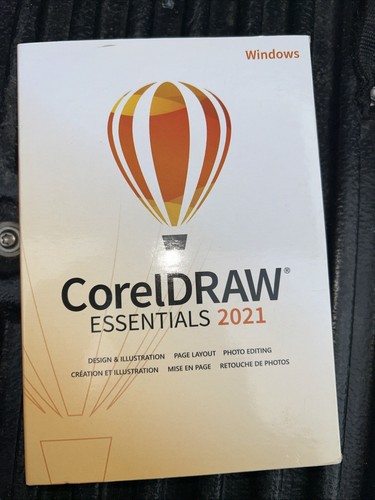 Windows
CorelDRAW®
ESSENTIALS 2021
DESIGN & ILLUSTRATION PAGE LAYOUT PHOTO EDITING
CRÉATION ET ILLUSTRATION MISE EN PAGE RETOUCHE DE PHOTOS